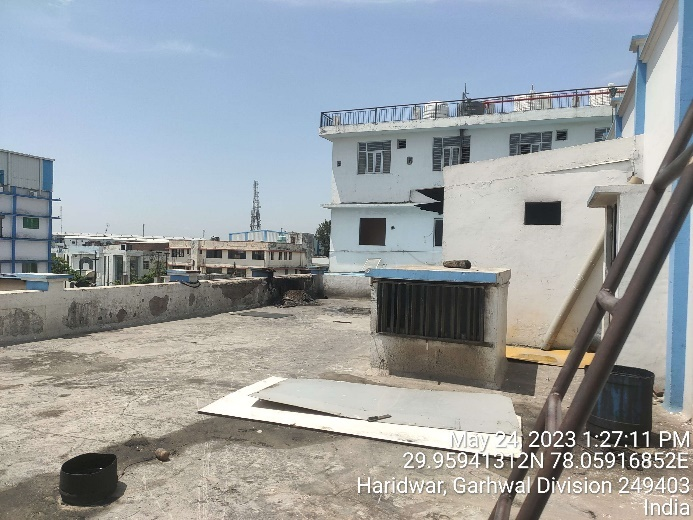 May 24, 2023 1:27:11 PM
29.95941312N 78.05916852E
Haridwar, Garhwal Division 249403
India